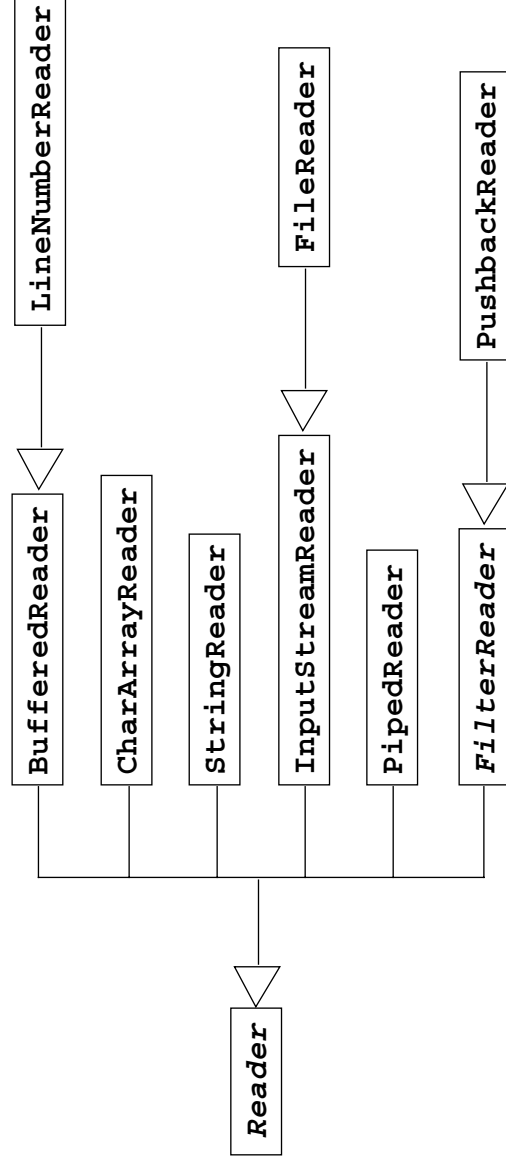 Reader
BufferedReader
CharArrayReader
StringReader
InputStreamReader
PipedReader
FilterReader
LineNumberReader
FileReader
PushbackReader